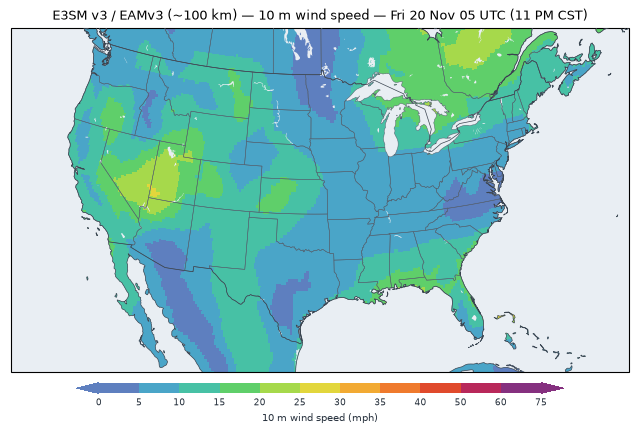 E3SM v3 / EAMv3 (~100 km) — 10 m wind speed — Fri 20 Nov 05 UTC (11 PM CST)
0 5 10 15 20 25 30 35 40 50 60 75
10 m wind speed (mph)